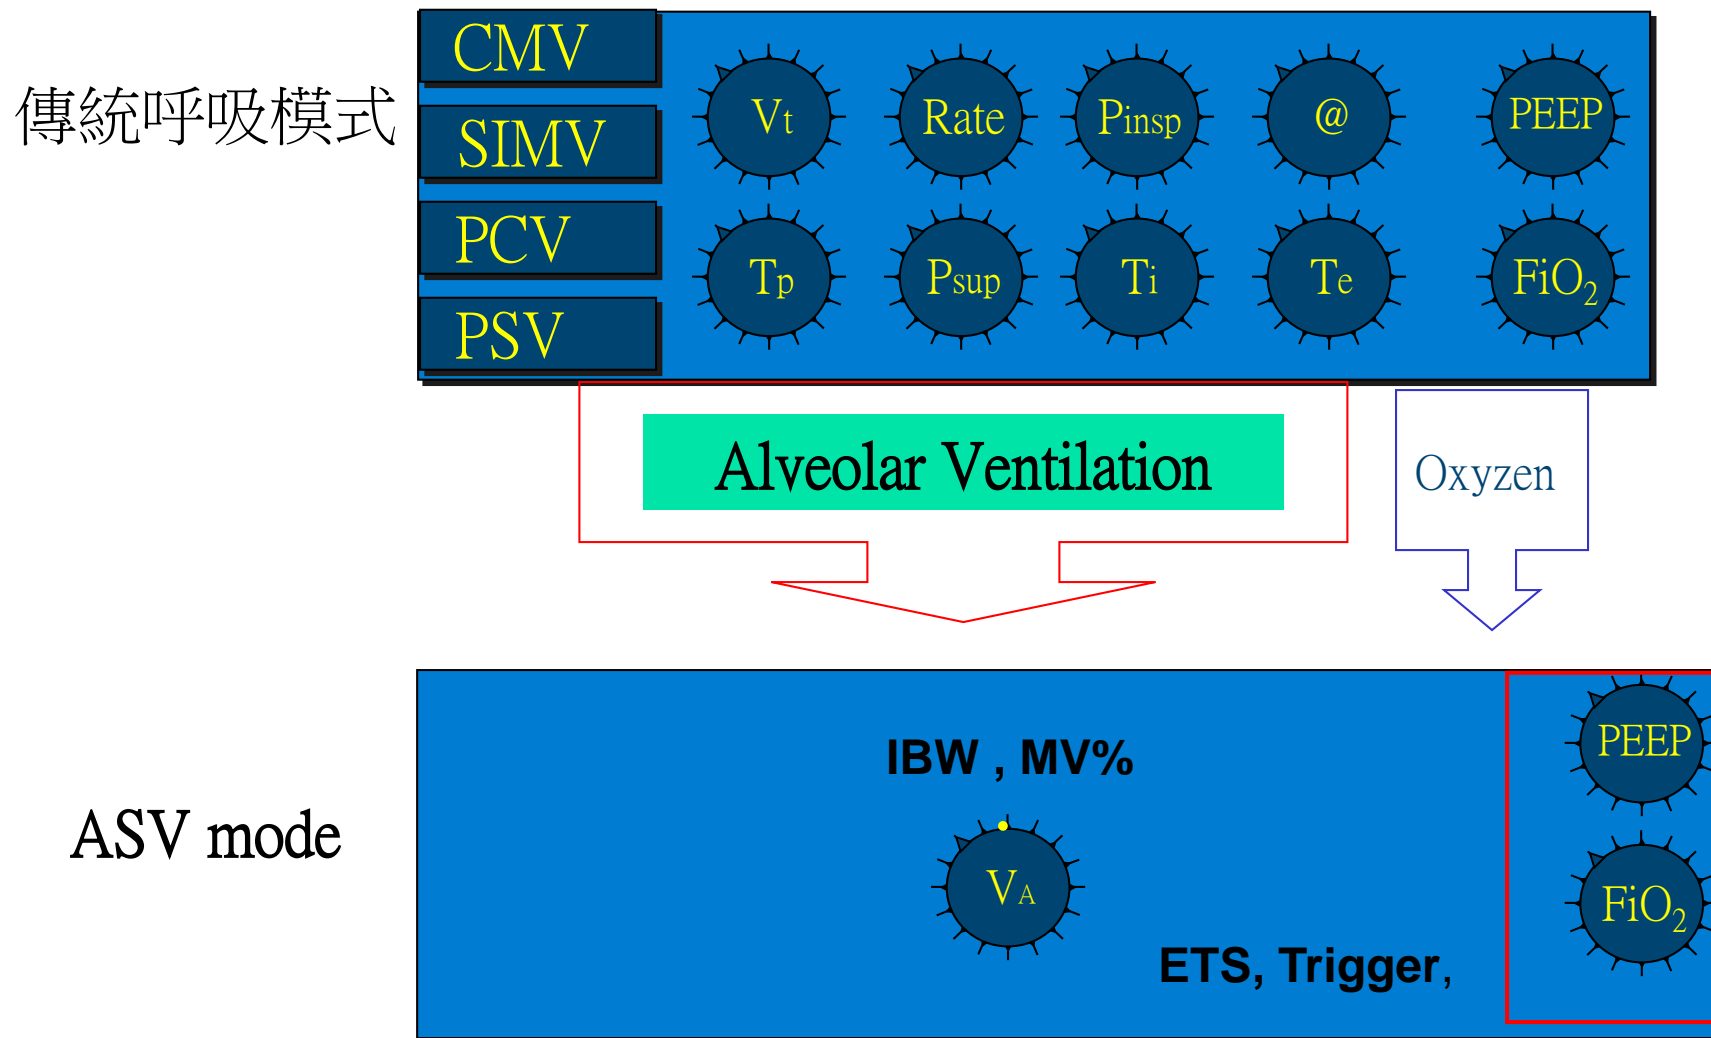 傳統呼吸模式
CMV
SIMV
PCV
PSV
Vt
Rate
Pinsp
@
PEEP
Tp
Psup
Ti
Te
FiO₂
Alveolar Ventilation
Oxyzen
ASV mode
IBW , MV%
V̇A
ETS, Trigger,
PEEP
FiO₂